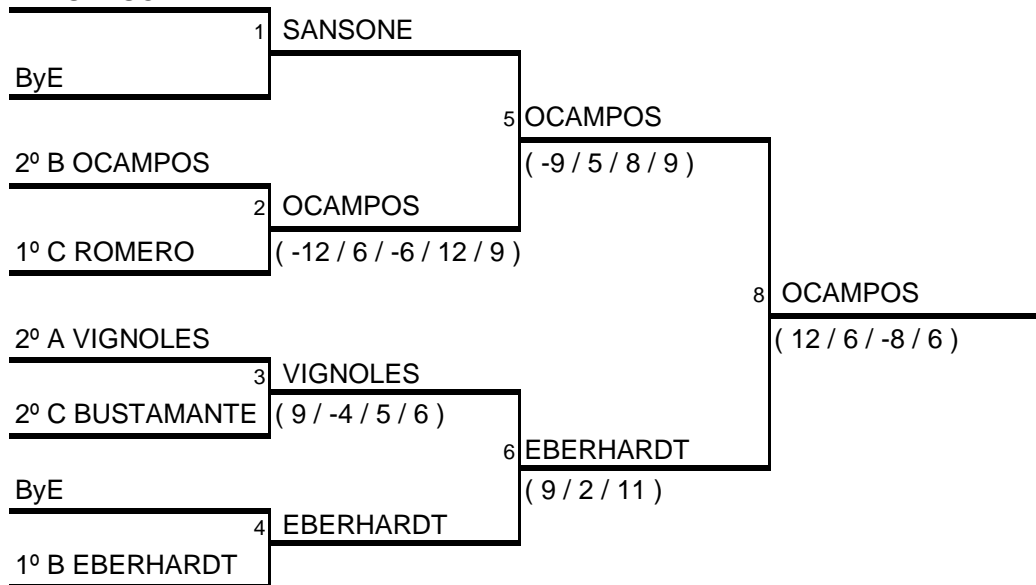 1 SANSONE
ByE
5 OCAMPOS
2º B OCAMPOS
( -9 / 5 / 8 / 9 )
2 OCAMPOS
1º C ROMERO
( -12 / 6 / -6 / 12 / 9 )
8 OCAMPOS
2º A VIGNOLES
( 12 / 6 / -8 / 6 )
3 VIGNOLES
2º C BUSTAMANTE
( 9 / -4 / 5 / 6 )
6 EBERHARDT
ByE
( 9 / 2 / 11 )
4 EBERHARDT
1º B EBERHARDT